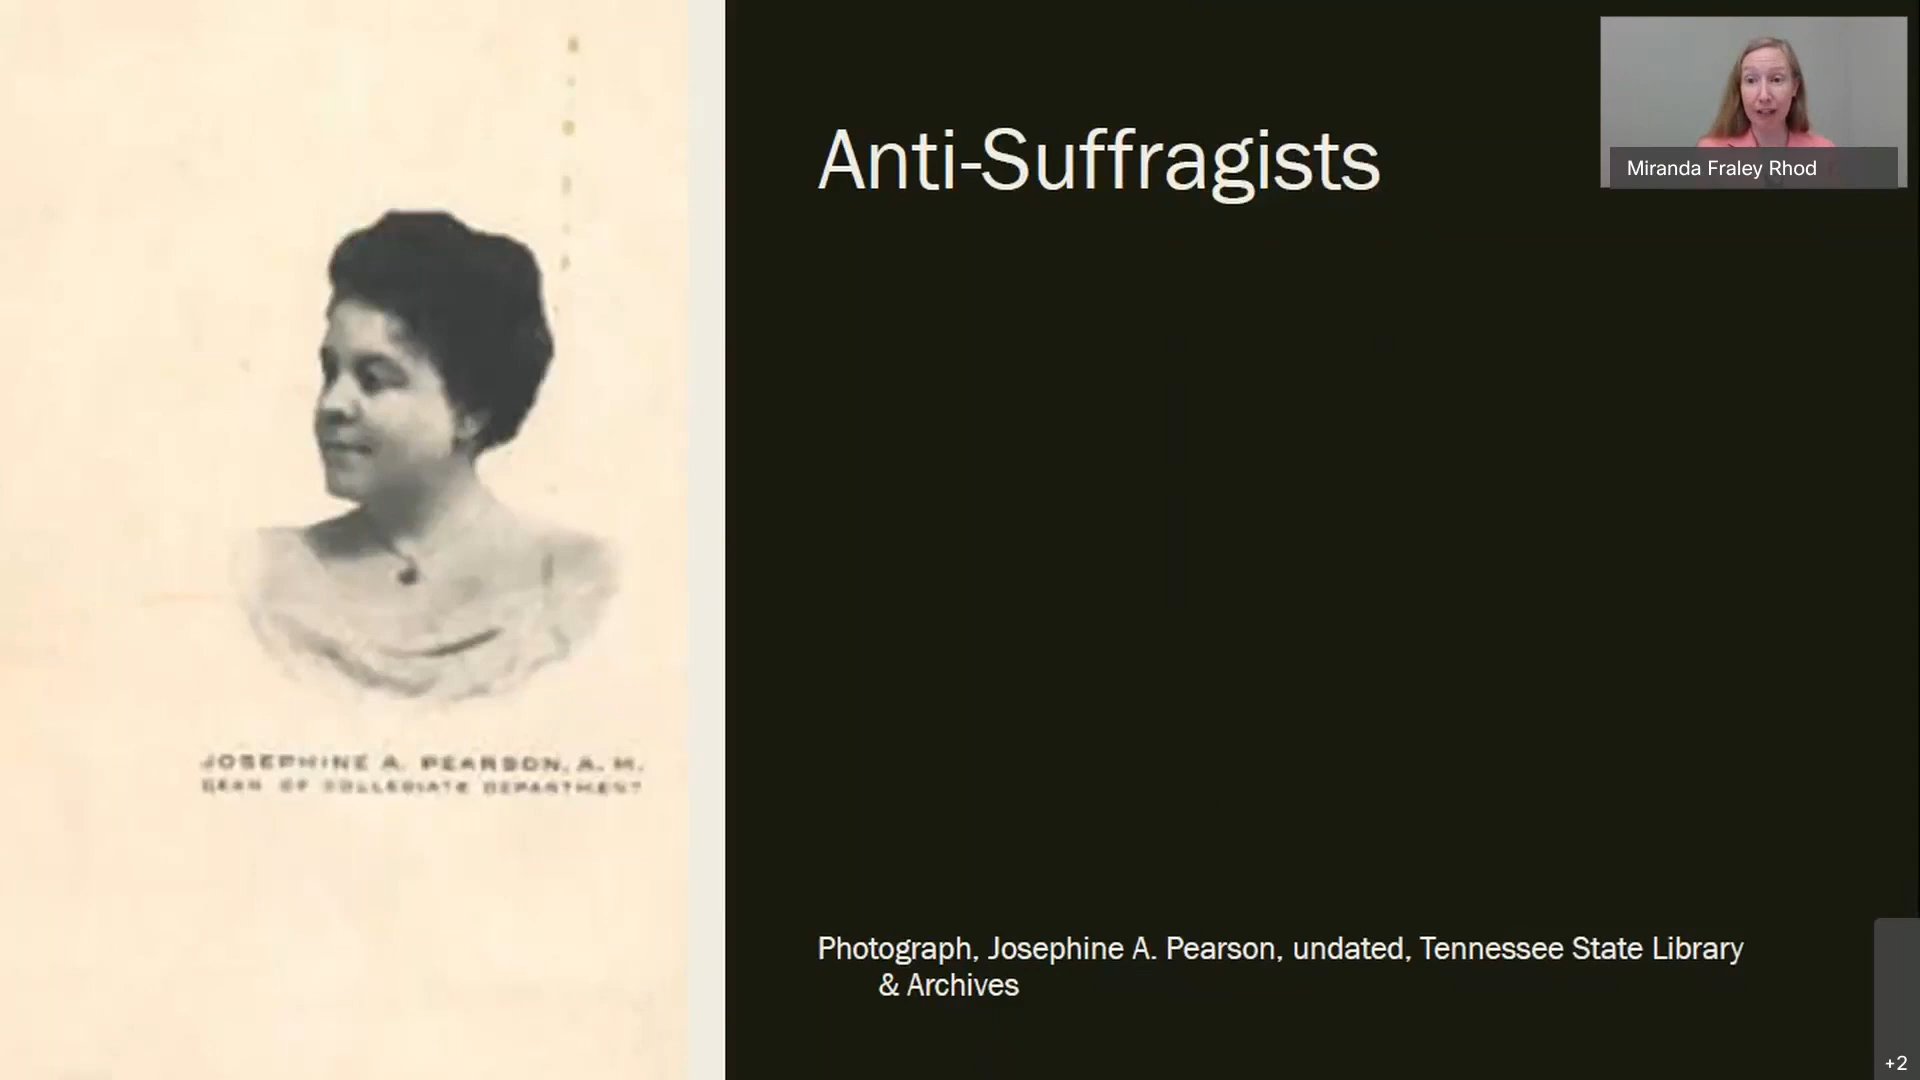 Anti-Suffragists
Miranda Fraley Rhod
JOSEPHINE A. PEARSON, A. M.
DEAN OF COLLEGIATE DEPARTMENT
Photograph, Josephine A. Pearson, undated, Tennessee State Library
& Archives
+2